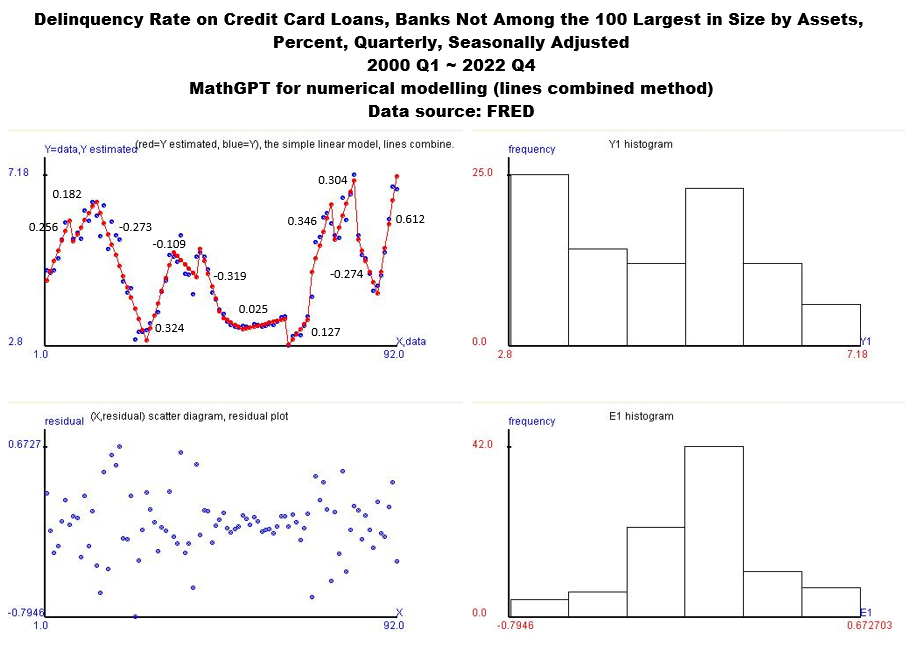 Delinquency Rate on Credit Card Loans, Banks Not Among the 100 Largest in Size by Assets,
Percent, Quarterly, Seasonally Adjusted
2000 Q1 ~ 2022 Q4
MathGPT for numerical modelling (lines combined method)
Data source: FRED
Y=data,Y estimated (red=Y estimated, blue=Y), the simple linear model, lines combine.
7.18
0.304
0.182
0.346
0.612
0.256
-0.273
-0.109
-0.319
-0.274
0.025
0.324
0.127
2.8
X,data
1.0
92.0
frequency
Y1 histogram
25.0
0.0
Y1
2.8
7.18
residual
(X,residual) scatter diagram, residual plot
0.6727
-0.7946
X
1.0
92.0
frequency
E1 histogram
42.0
0.0
E1
-0.7946
0.672703